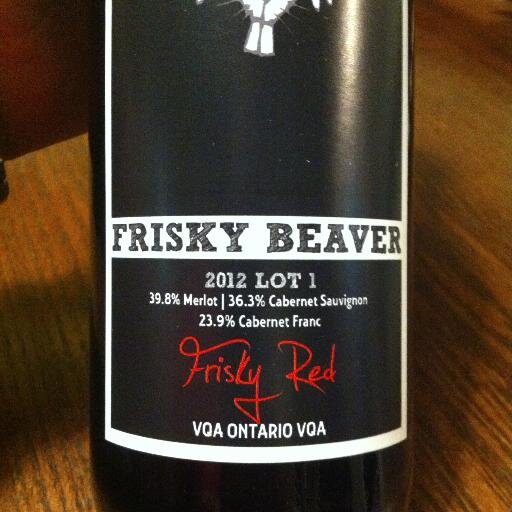 FRISKY BEAVER
2012 LOT 1
39.8% Merlot | 36.3% Cabernet Sauvignon
23.9% Cabernet Franc
Frisky Red
VQA ONTARIO VQA